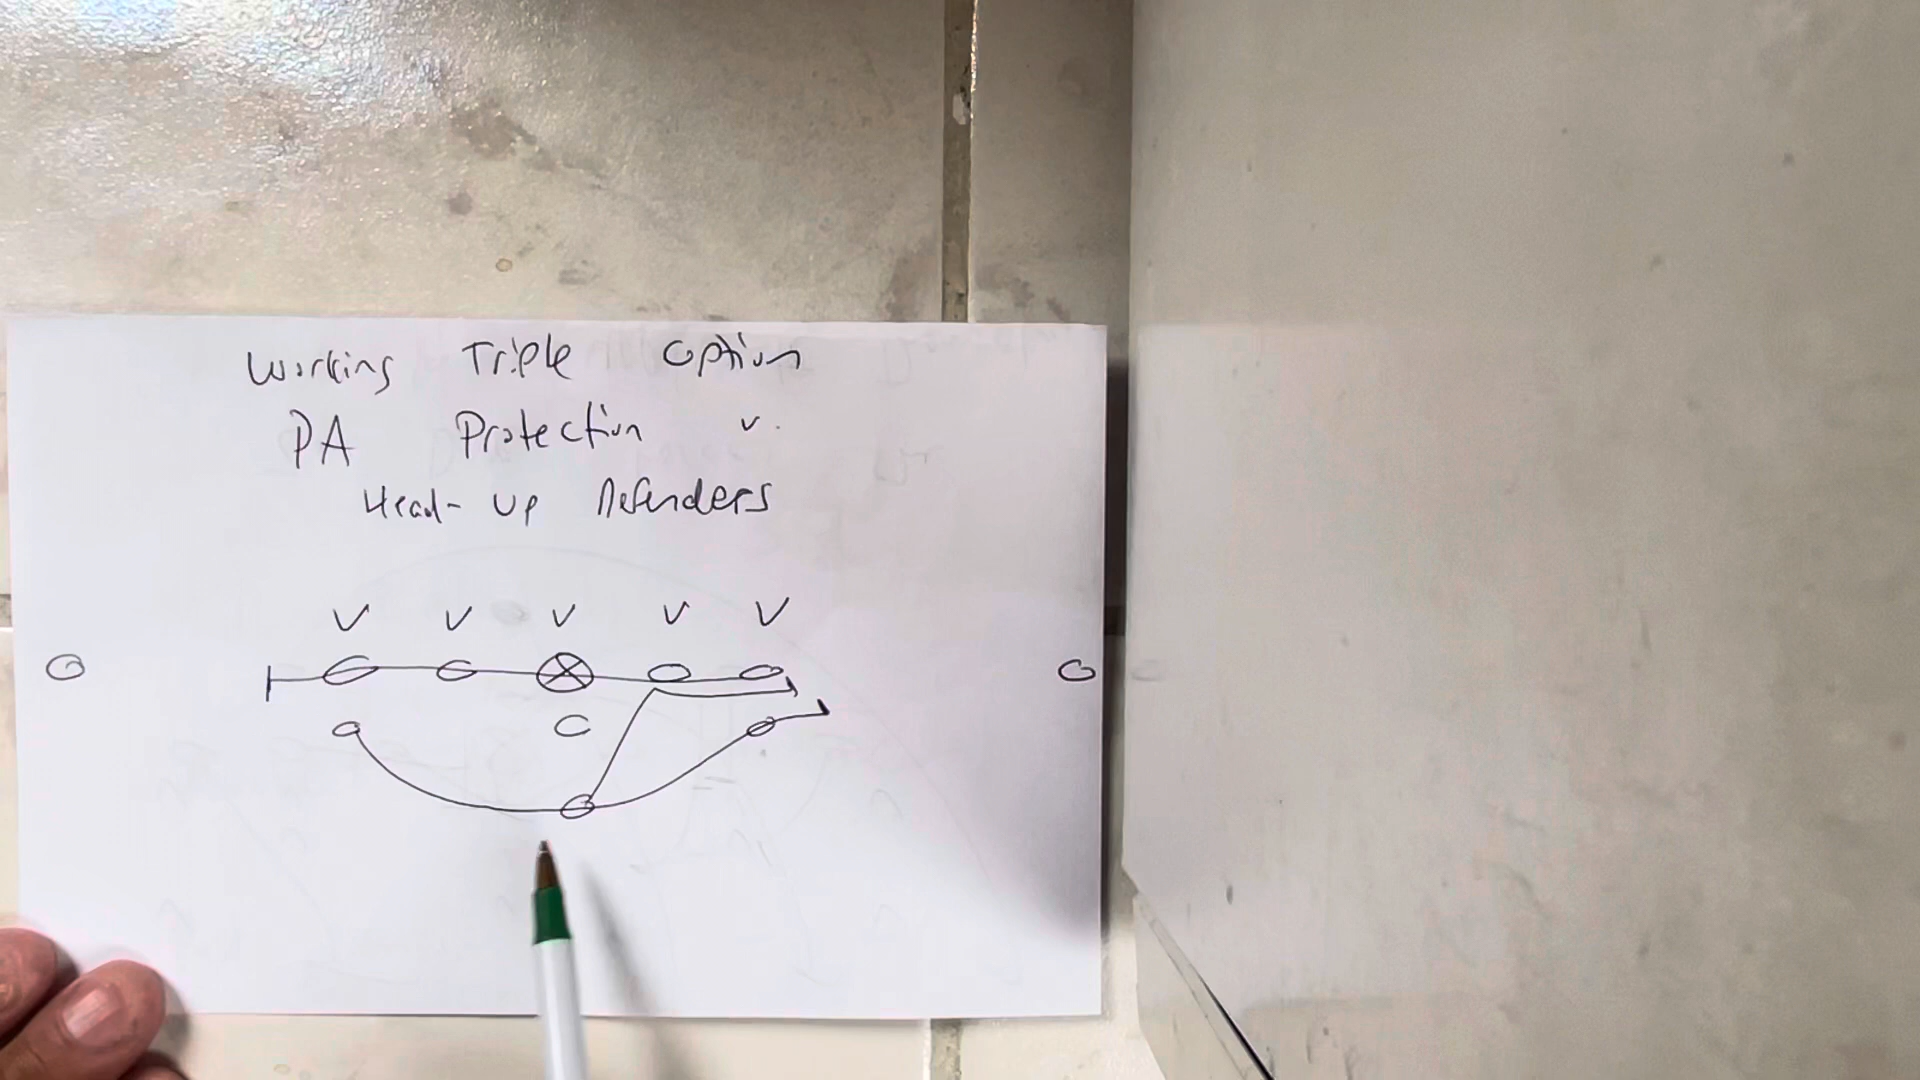 Working Triple Option
PA Protection v.
Head-Up Defenders
V V V V V